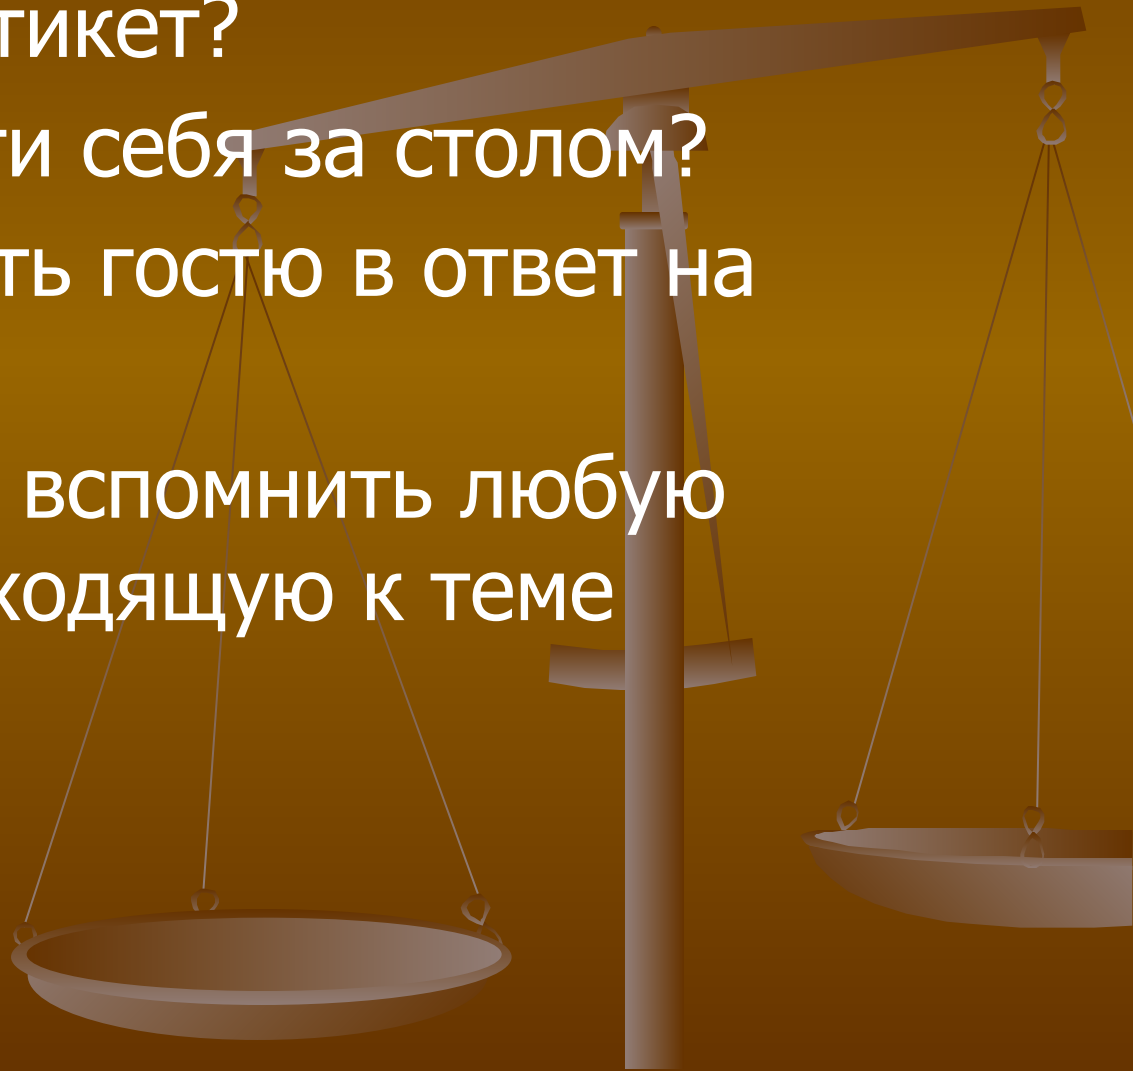 тикет?
ти себя за столом?
ть гостю в ответ на
вспомнить любую
ходящую к теме